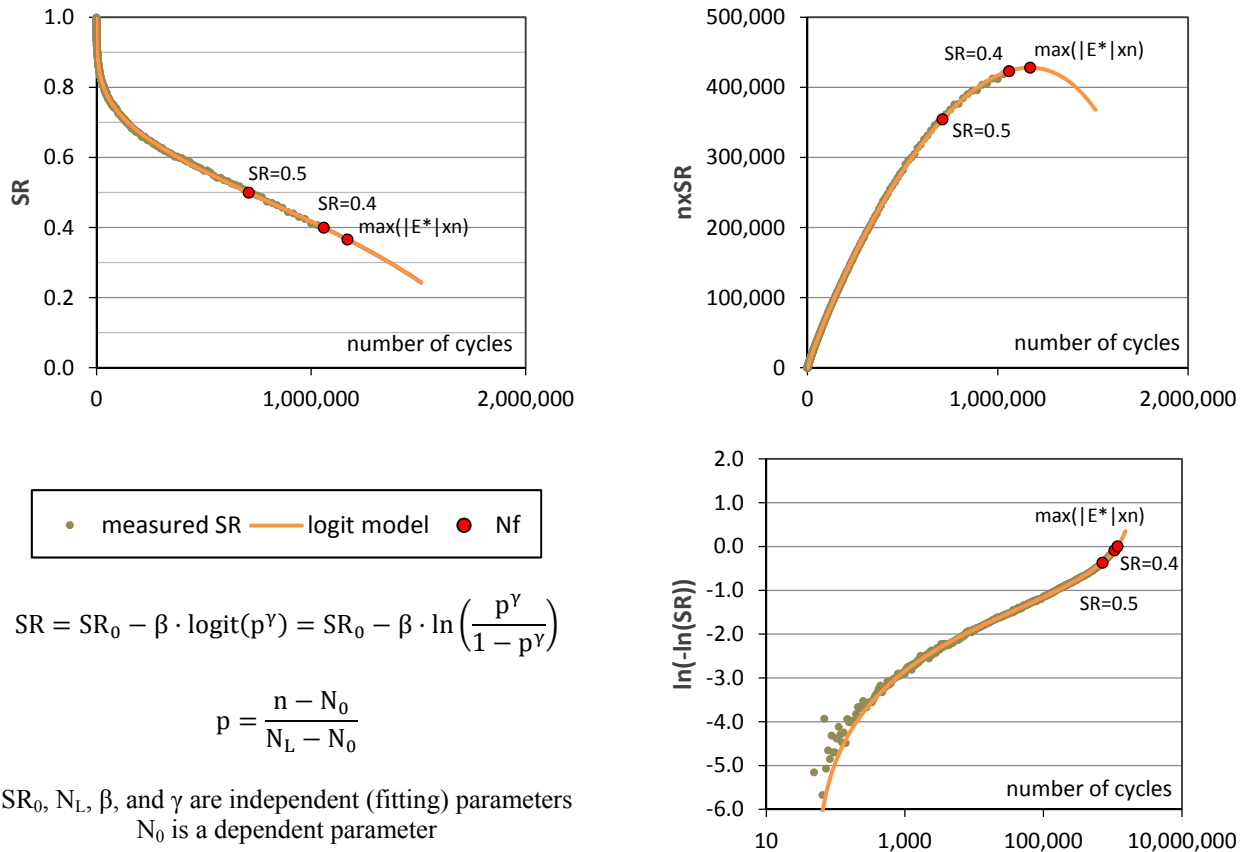 1.0
0.8
0.6
0.4
0.2
0.0
SR
SR=0.5
SR=0.4
max(|E*|xn)
number of cycles
0
1,000,000
2,000,000
500,000
400,000
300,000
200,000
100,000
0
nxSR
SR=0.4
max(|E*|xn)
SR=0.5
number of cycles
0
1,000,000
2,000,000
measured SR
logit model
Nf
SR₀ − β · logit(p^γ) = SR₀ − β · ln(p^γ / (1 − p^γ))
p = (n − N₀) / (N_L − N₀)
SR₀, N_L, β, and γ are independent (fitting) parameters
N₀ is a dependent parameter
2.0
1.0
0.0
-1.0
-2.0
-3.0
-4.0
-5.0
-6.0
ln(-ln(SR))
max(|E*|xn)
SR=0.4
SR=0.5
number of cycles
10
1,000
100,000
10,000,000